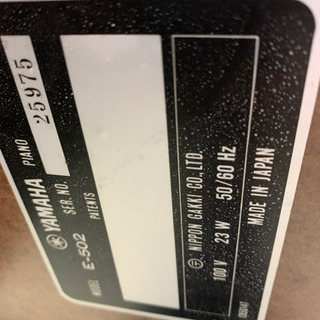 YAMAHA PIANO
MODEL E-502
SER. NO. 25975
PATENTS
NIPPON GAKKI CO., LTD.
100 V 23 W 50/60 Hz
MADE IN JAPAN